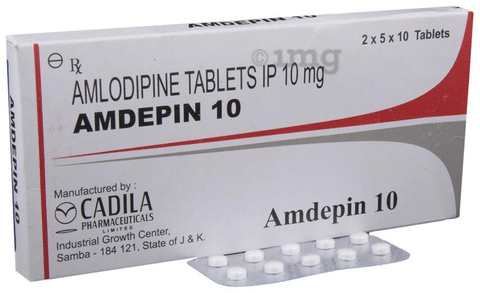 2 x 5 x 10 Tablets
Rx
AMLODIPINE TABLETS IP 10 mg
AMDEPIN 10
Manufactured by :
CADILA
PHARMACEUTICALS
LIMITED
Industrial Growth Center,
Samba - 184 121, State of J & K.
Amdepin 10
AMDEPIN 10
1mg